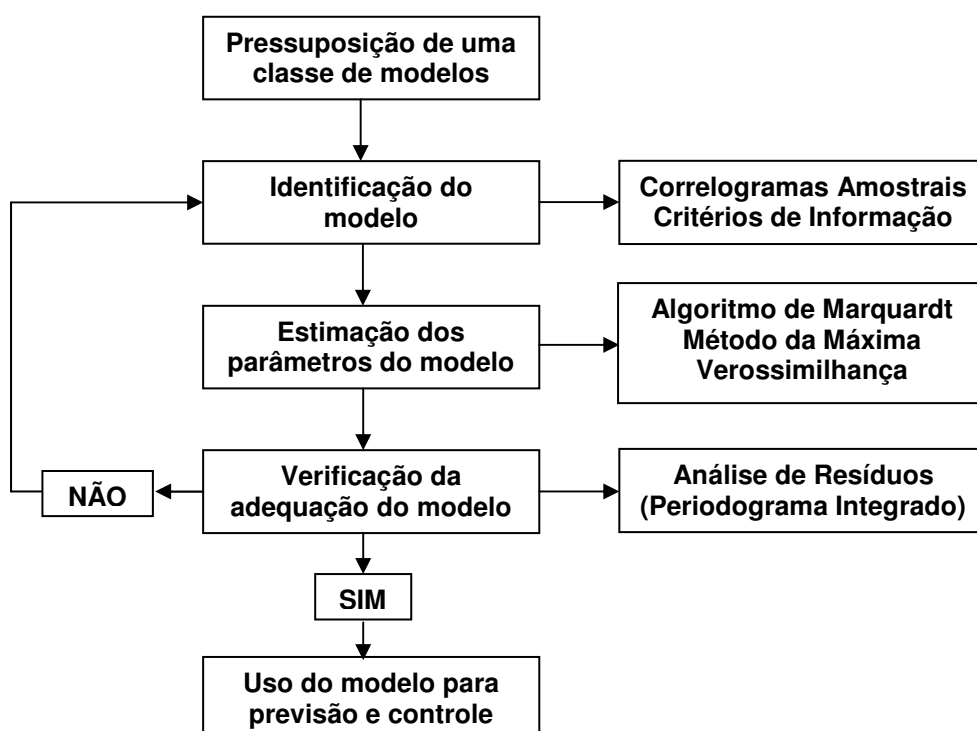 Pressuposição de uma
classe de modelos
Identificação do
modelo
Correlogramas Amostrais
Critérios de Informação
Estimação dos
parâmetros do modelo
Algoritmo de Marquardt
Método da Máxima
Verossimilhança
Verificação da
adequação do modelo
Análise de Resíduos
(Periodograma Integrado)
NÃO
SIM
Uso do modelo para
previsão e controle